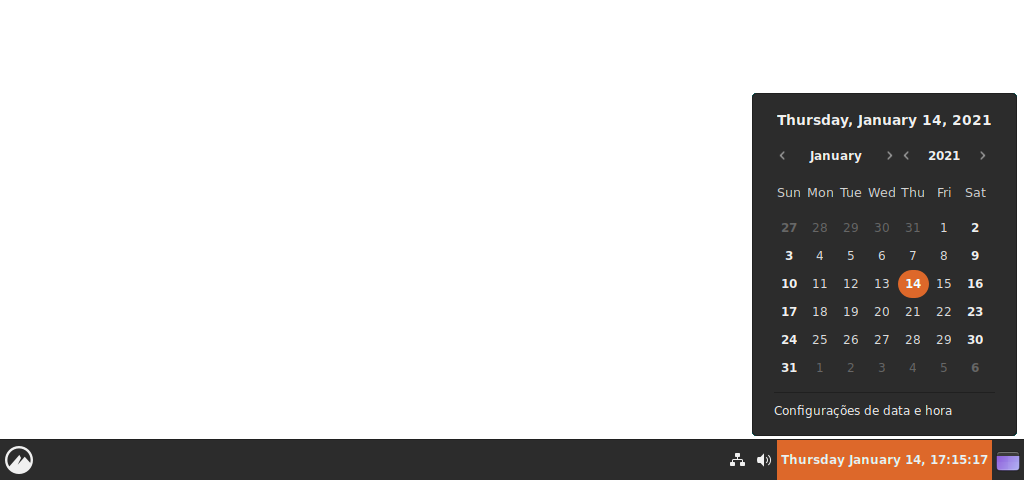 Thursday, January 14, 2021
January 2021
Sun Mon Tue Wed Thu Fri Sat
27 28 29 30 31 1 2
3 4 5 6 7 8 9
10 11 12 13 14 15 16
17 18 19 20 21 22 23
24 25 26 27 28 29 30
31 1 2 3 4 5 6
Configurações de data e hora
Thursday January 14, 17:15:17